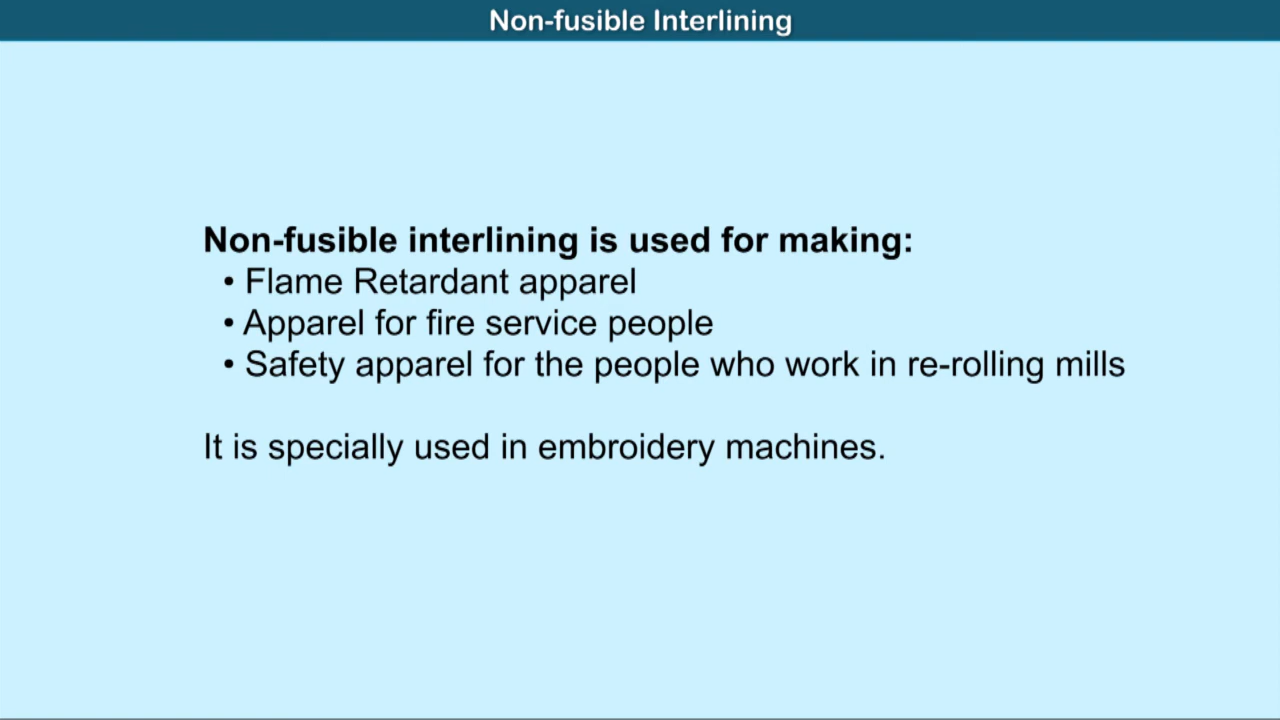 Non-fusible Interlining
Non-fusible interlining is used for making:
• Flame Retardant apparel
• Apparel for fire service people
• Safety apparel for the people who work in re-rolling mills
It is specially used in embroidery machines.